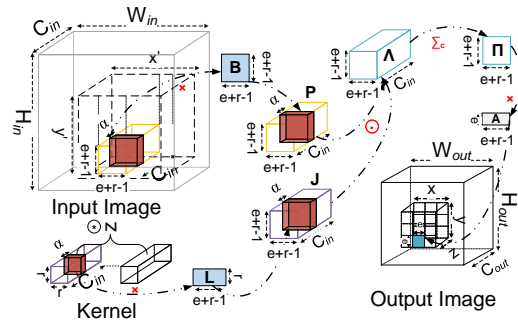 C_in
W_in
x'
H_in
y'
α
e+r-1
e+r-1
C_in
Input Image
B
e+r-1
e+r-1
P
α
e+r-1
e+r-1
C_in
Λ
e+r-1
e+r-1
C_in
Σ_c
Π
e+r-1
e+r-1
A
e
J
α
e+r-1
e+r-1
C_in
N
α
r
r
C_in
Kernel
L
r
e+r-1
W_out
H_out
x
y
e
e
z
C_out
Output Image